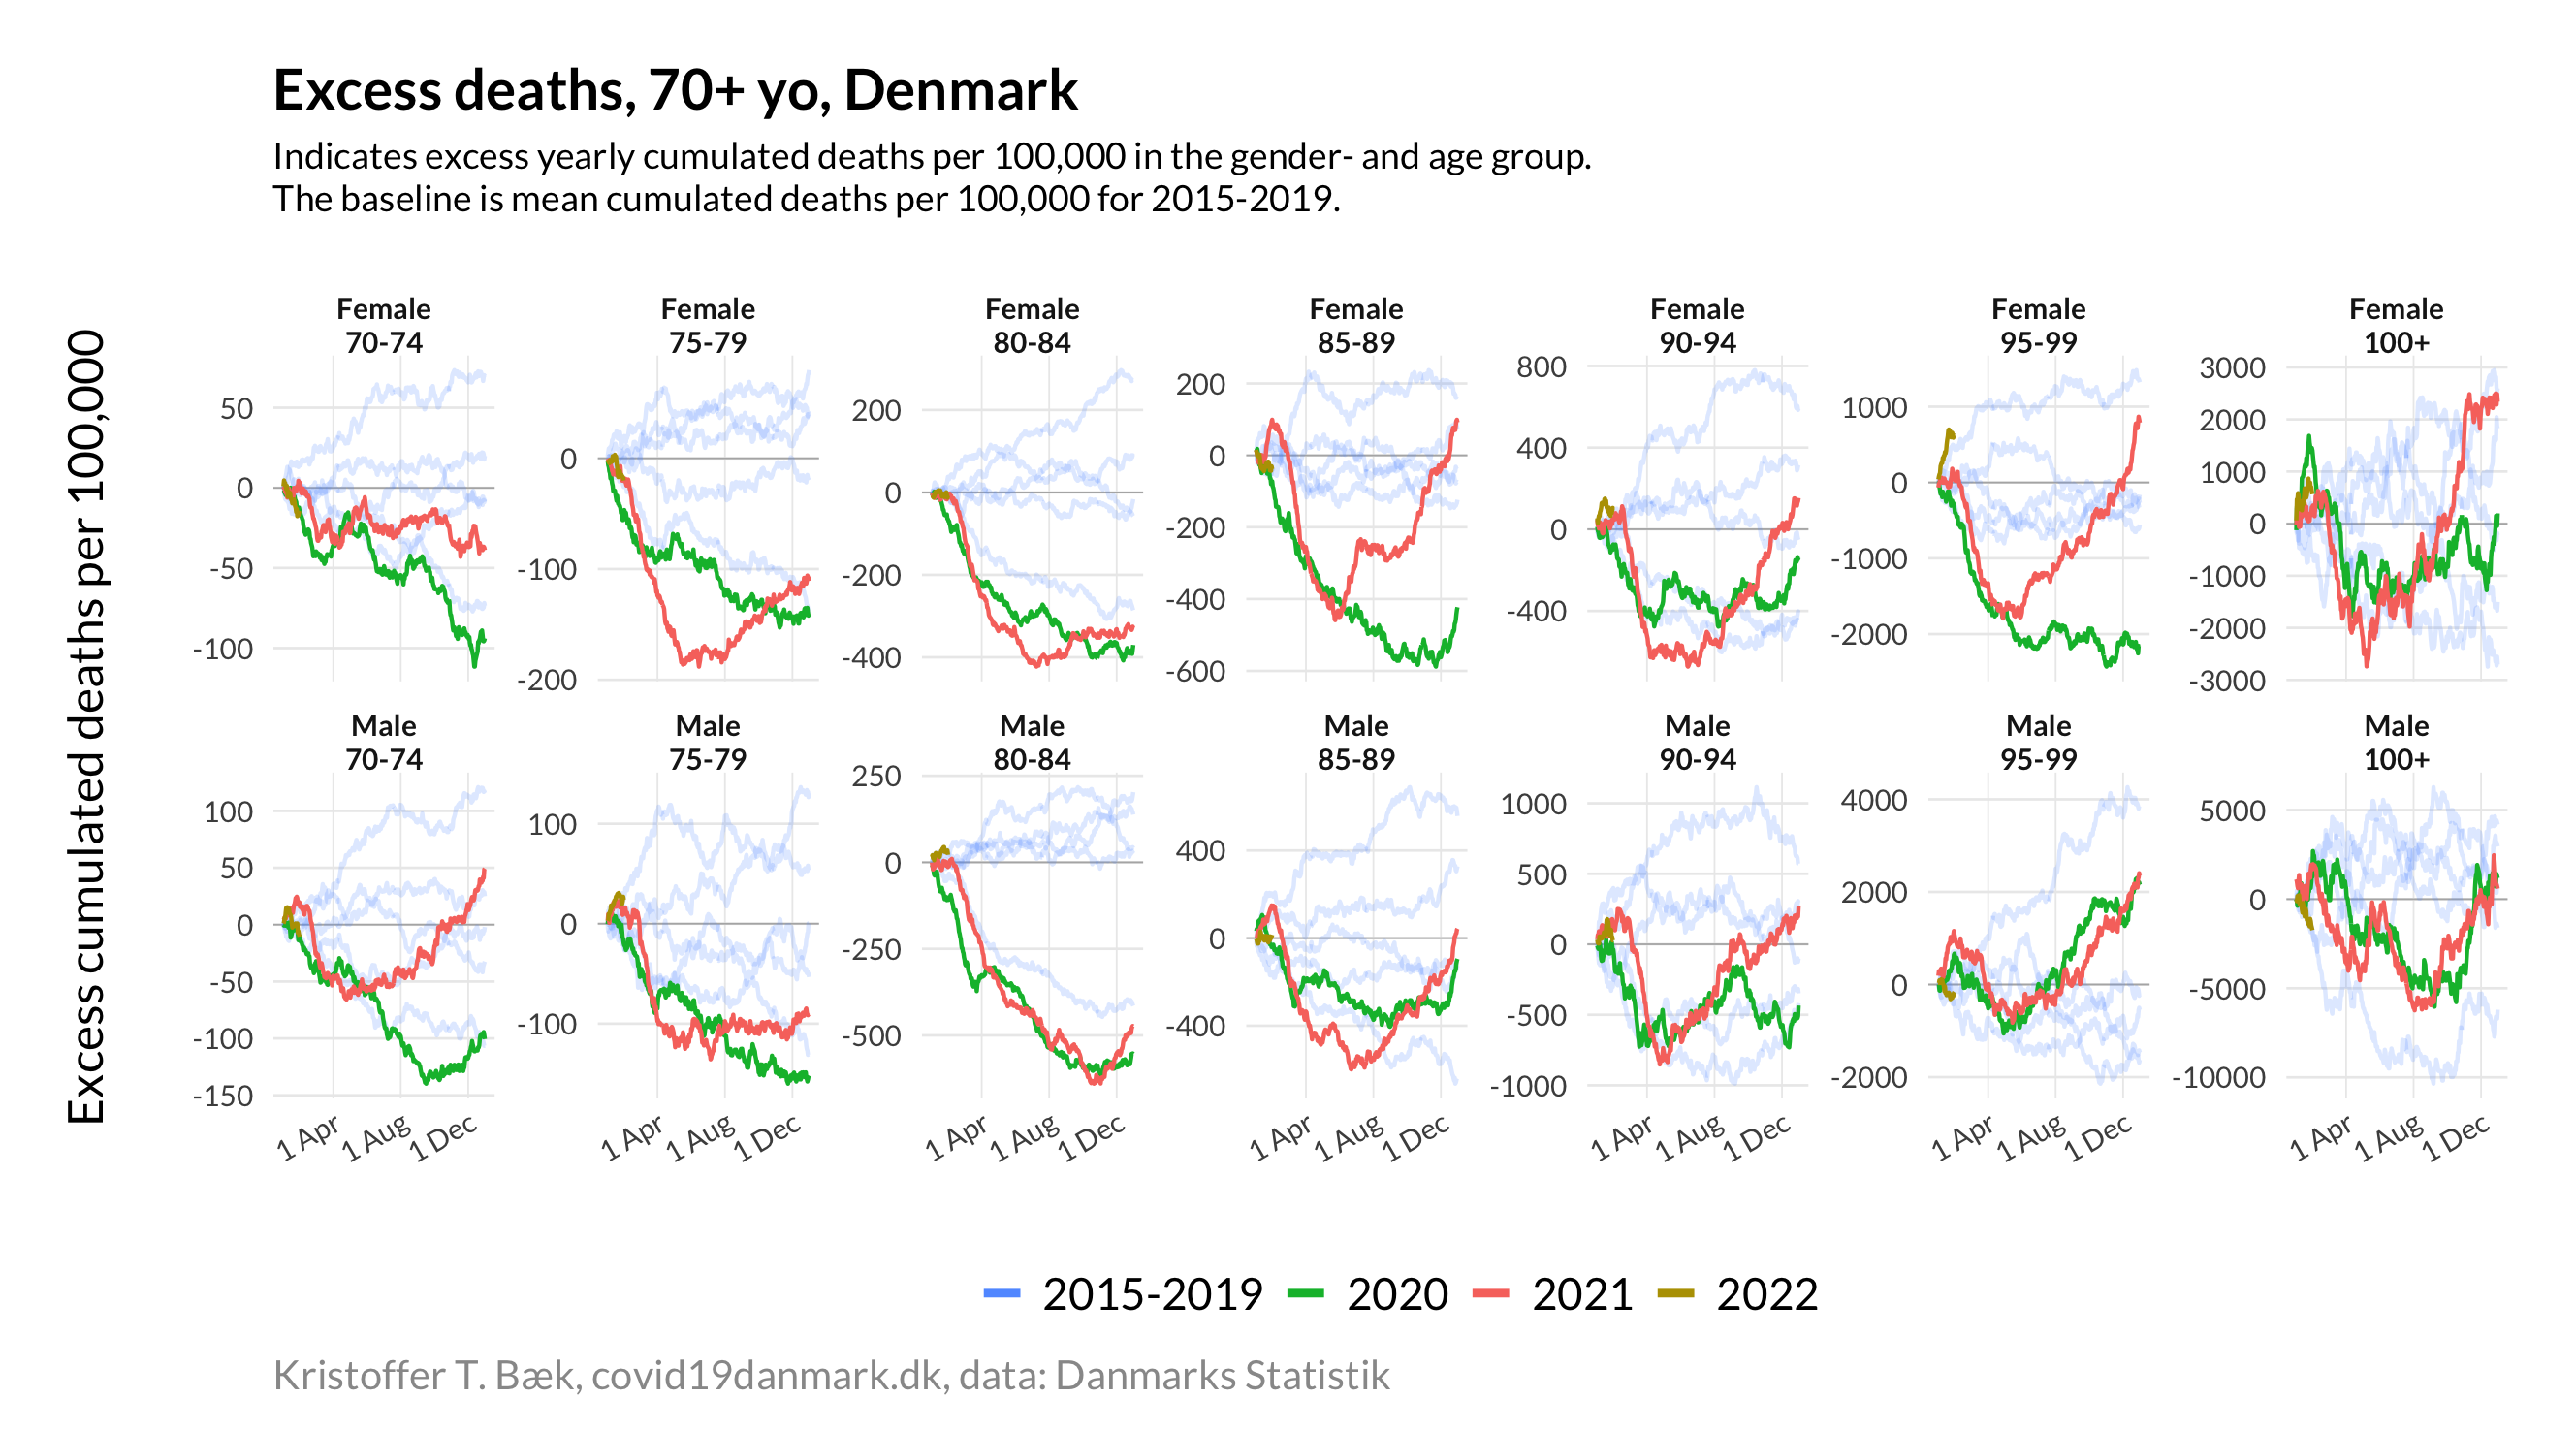 Excess deaths, 70+ yo, Denmark
Indicates excess yearly cumulated deaths per 100,000 in the gender- and age group.
The baseline is mean cumulated deaths per 100,000 for 2015-2019.
Excess cumulated deaths per 100,000
Female
70-74
50
0
-50
-100
Female
75-79
0
-100
-200
Female
80-84
200
0
-200
-400
Female
85-89
200
0
-200
-400
-600
Female
90-94
800
400
0
-400
Female
95-99
1000
0
-1000
-2000
Female
100+
3000
2000
1000
0
-1000
-2000
-3000
Male
70-74
100
50
0
-50
-100
-150
1 Apr
1 Aug
1 Dec
Male
75-79
100
0
-100
1 Apr
1 Aug
1 Dec
Male
80-84
250
0
-250
-500
1 Apr
1 Aug
1 Dec
Male
85-89
400
0
-400
1 Apr
1 Aug
1 Dec
Male
90-94
1000
500
0
-500
-1000
1 Apr
1 Aug
1 Dec
Male
95-99
4000
2000
0
-2000
1 Apr
1 Aug
1 Dec
Male
100+
5000
0
-5000
-10000
1 Apr
1 Aug
1 Dec
2015-2019 2020 2021 2022
Kristoffer T. Bæk, covid19danmark.dk, data: Danmarks Statistik